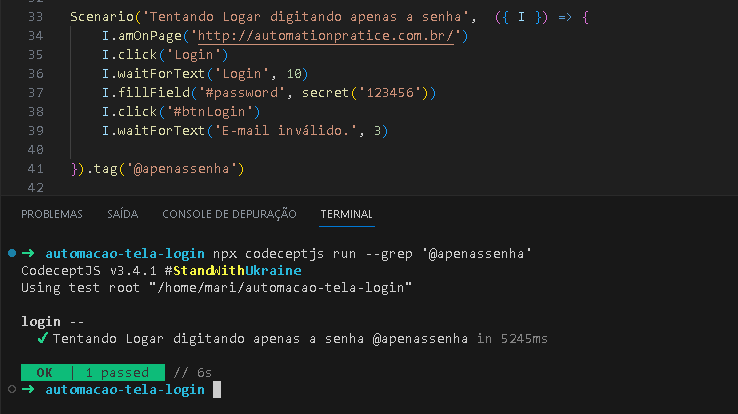 32
33 Scenario('Tentando Logar digitando apenas a senha', ({ I }) => {
34 I.amOnPage('http://automationpratice.com.br/')
35 I.click('Login')
36 I.waitForText('Login', 10)
37 I.fillField('#password', secret('123456'))
38 I.click('#btnLogin')
39 I.waitForText('E-mail inválido.', 3)
40
41 }).tag('@apenassenha')
42
PROBLEMAS SAÍDA CONSOLE DE DEPURAÇÃO TERMINAL
➜ automacao-tela-login npx codeceptjs run --grep '@apenassenha'
CodeceptJS v3.4.1 #StandWithUkraine
Using test root "/home/mari/automacao-tela-login"
login --
✔ Tentando Logar digitando apenas a senha @apenassenha in 5245ms
OK | 1 passed // 6s
➜ automacao-tela-login